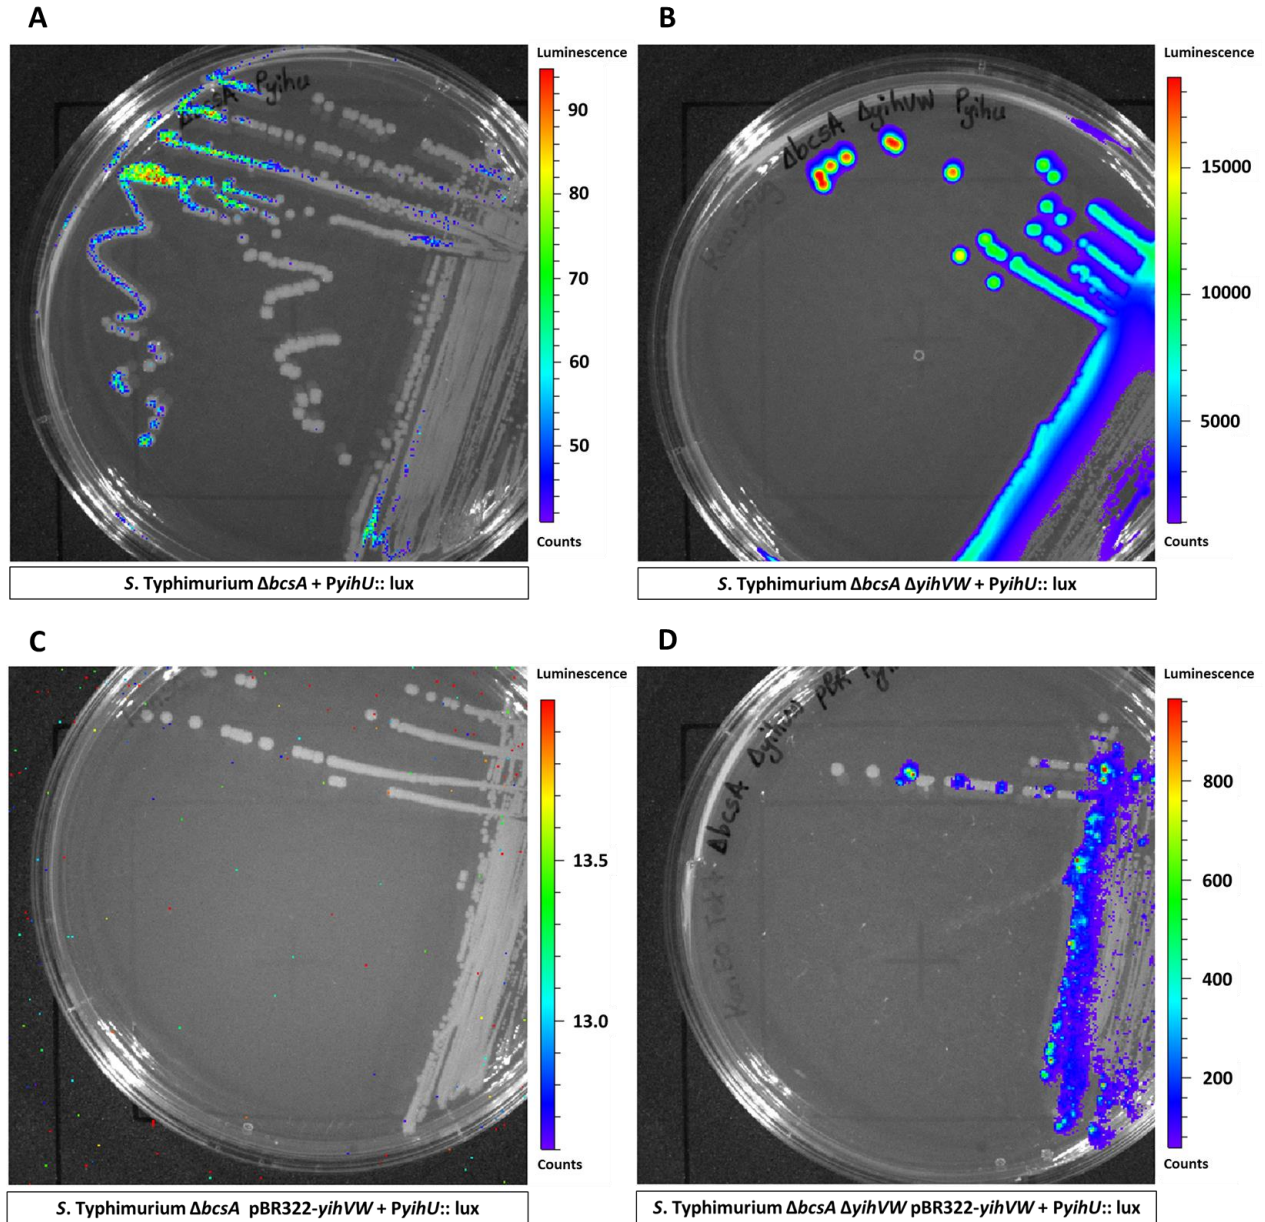 A
B
Luminescence
90
80
70
60
50
Counts
PyihU
S. Typhimurium ΔbcsA + PyihU:: lux
Luminescence
15000
10000
5000
Counts
ΔbcsA ΔyihVW PyihU
S. Typhimurium ΔbcsA ΔyihVW + PyihU:: lux
C
D
Luminescence
13.5
13.0
Counts
S. Typhimurium ΔbcsA pBR322-yihVW + PyihU:: lux
Luminescence
800
600
400
200
Counts
ΔbcsA ΔyihVW
S. Typhimurium ΔbcsA ΔyihVW pBR322-yihVW + PyihU:: lux